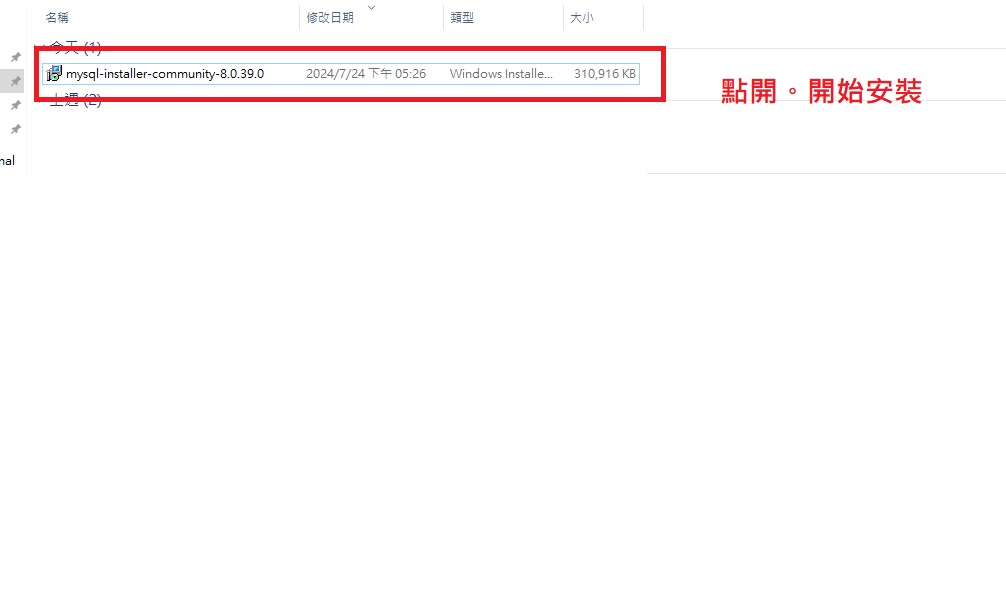 名稱 修改日期 類型 大小
今天 (1)
mysql-installer-community-8.0.39.0 2024/7/24 下午 05:26 Windows Installe... 310,916 KB
點開。開始安裝
上週 (2)
nal